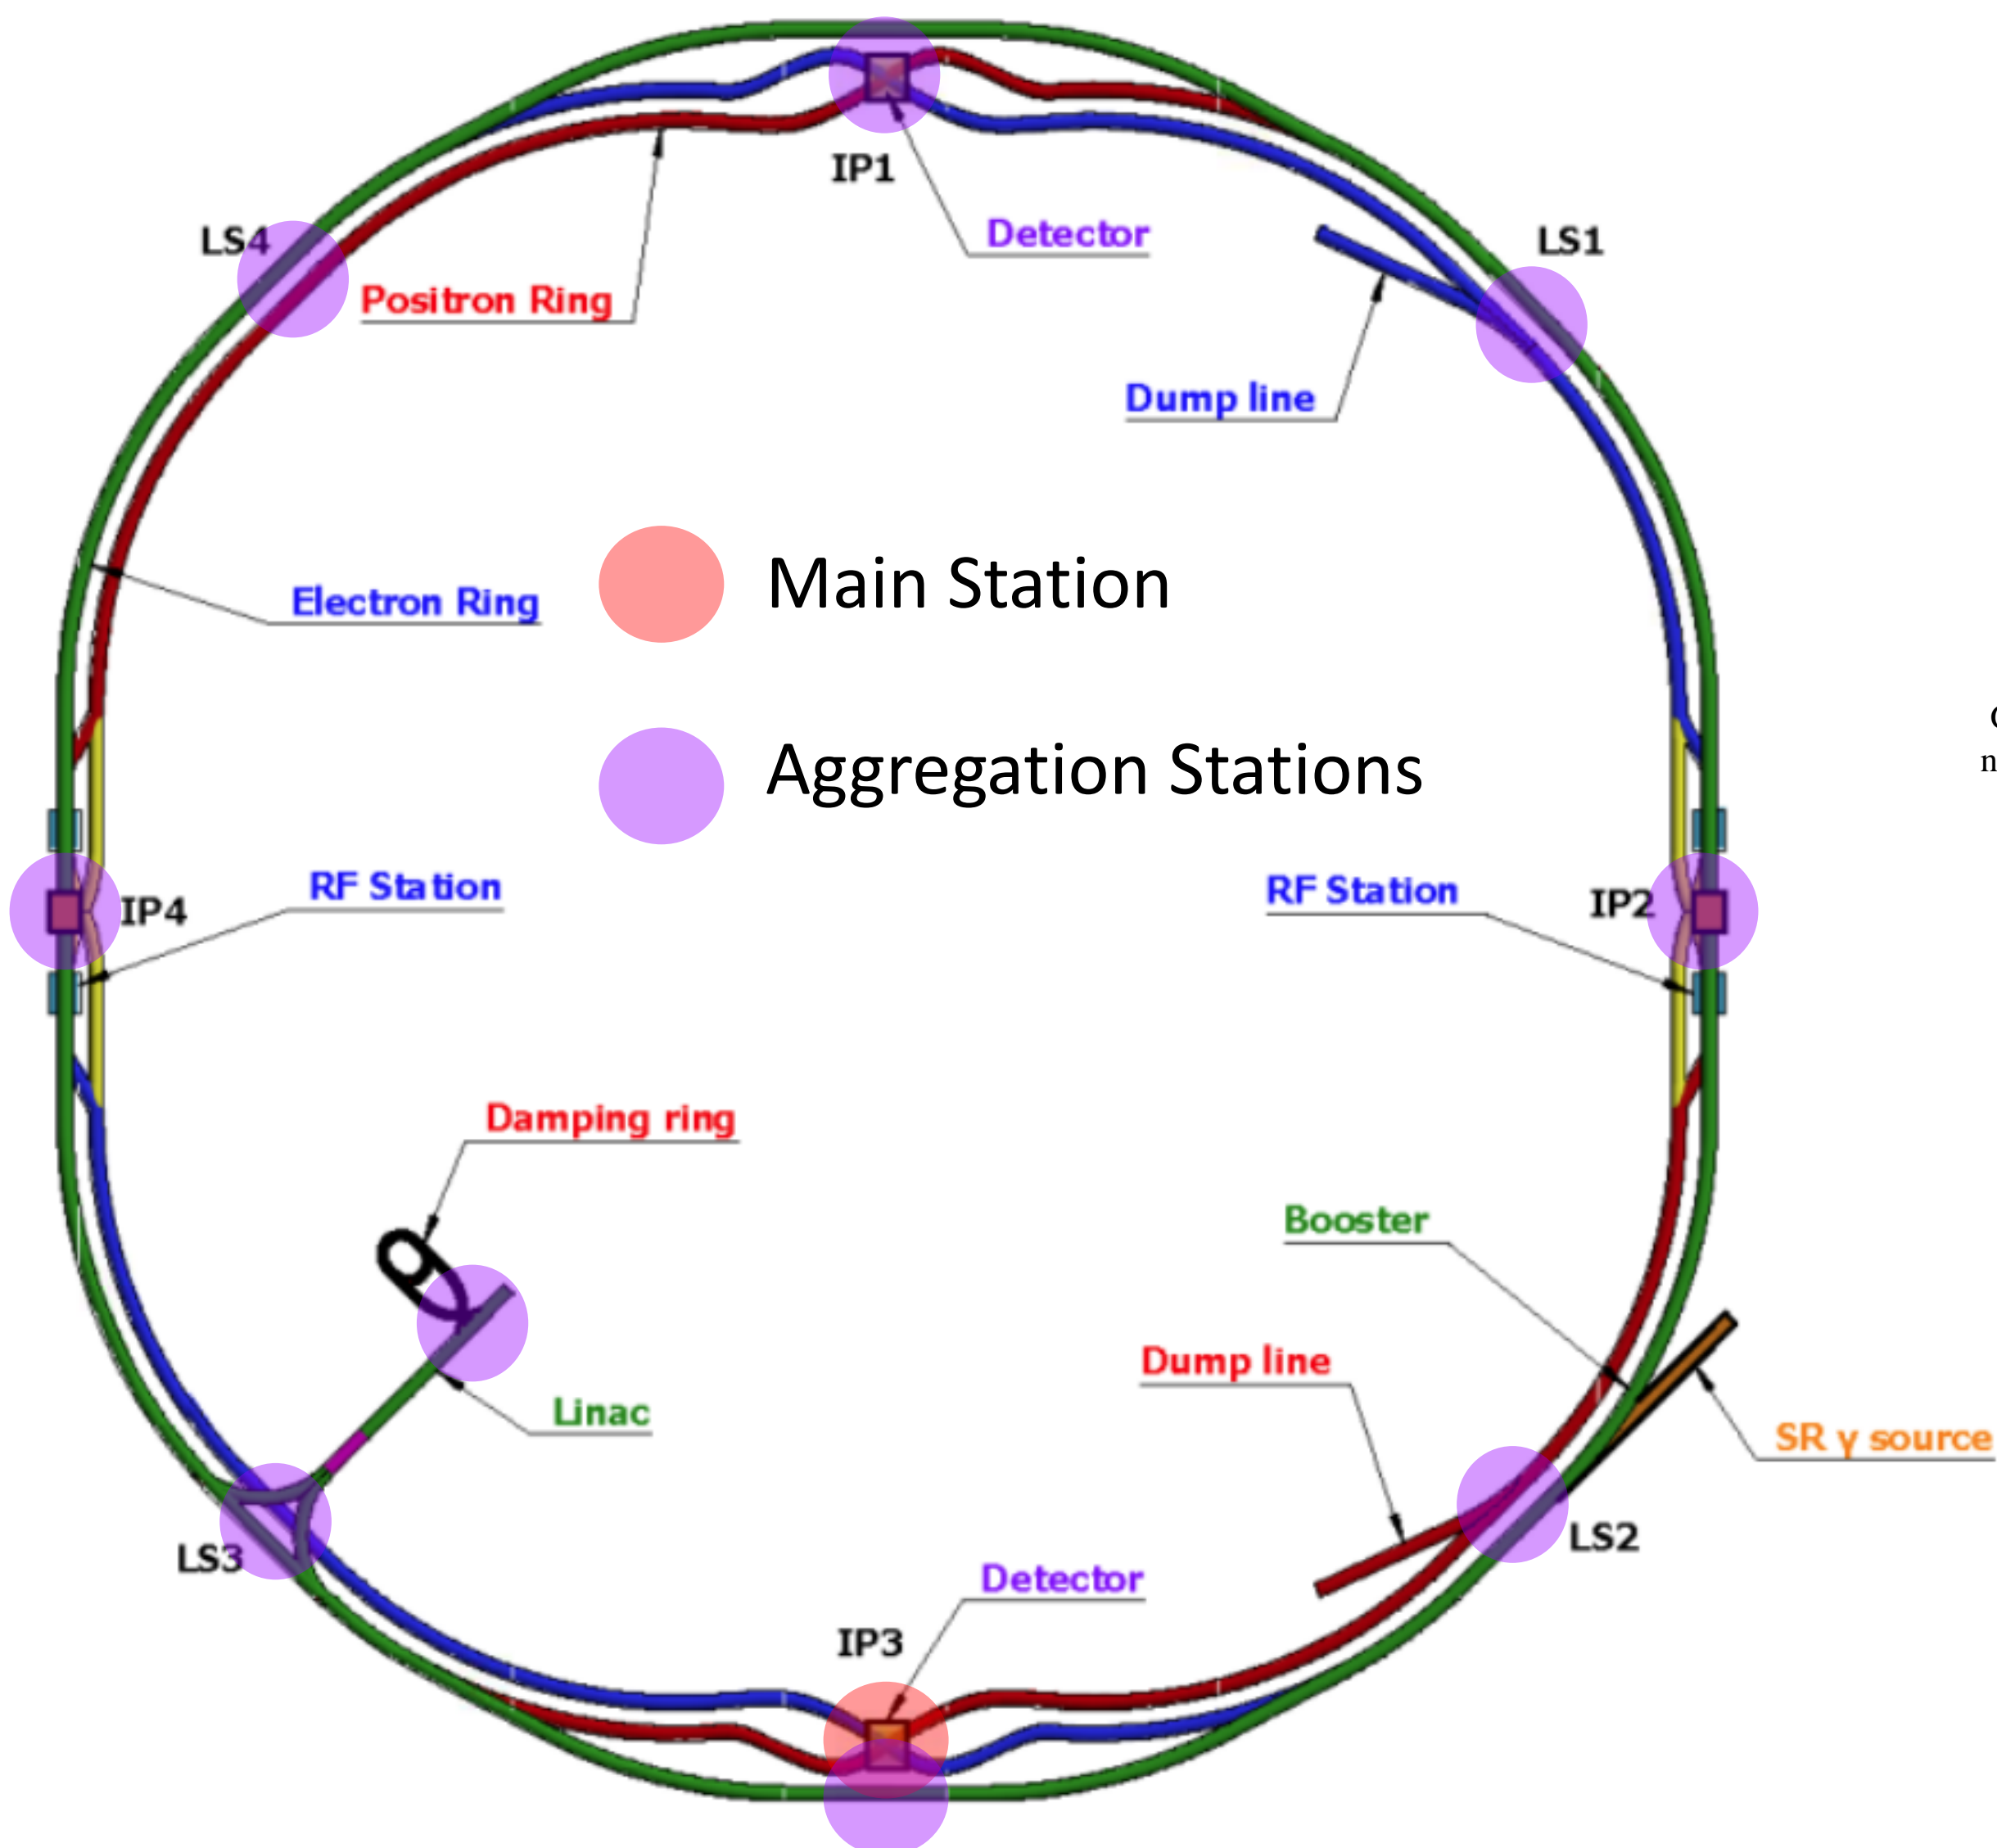 IP1
Detector
LS4
LS1
Positron Ring
Dump line
Main Station
Electron Ring
Aggregation Stations
RF Station
RF Station
IP4
IP2
n
Damping ring
Booster
Dump line
Linac
SR γ source
LS3
LS2
Detector
IP3